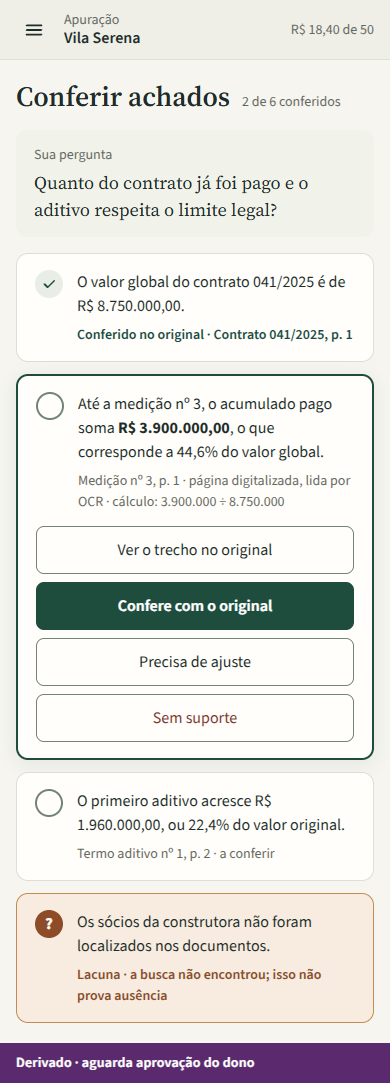 Apuração
Vila Serena
R$ 18,40 de 50
Conferir achados
2 de 6 conferidos
Sua pergunta
Quanto do contrato já foi pago e o
aditivo respeita o limite legal?
O valor global do contrato 041/2025 é de
R$ 8.750.000,00.
Conferido no original · Contrato 041/2025, p. 1
Até a medição nº 3, o acumulado pago
soma R$ 3.900.000,00, o que
corresponde a 44,6% do valor global.
Medição nº 3, p. 1 · página digitalizada, lida por
OCR · cálculo: 3.900.000 ÷ 8.750.000
Ver o trecho no original
Confere com o original
Precisa de ajuste
Sem suporte
O primeiro aditivo acresce R$
1.960.000,00, ou 22,4% do valor original.
Termo aditivo nº 1, p. 2 · a conferir
?
Os sócios da construtora não foram
localizados nos documentos.
Lacuna · a busca não encontrou; isso não
prova ausência
Derivado · aguarda aprovação do dono